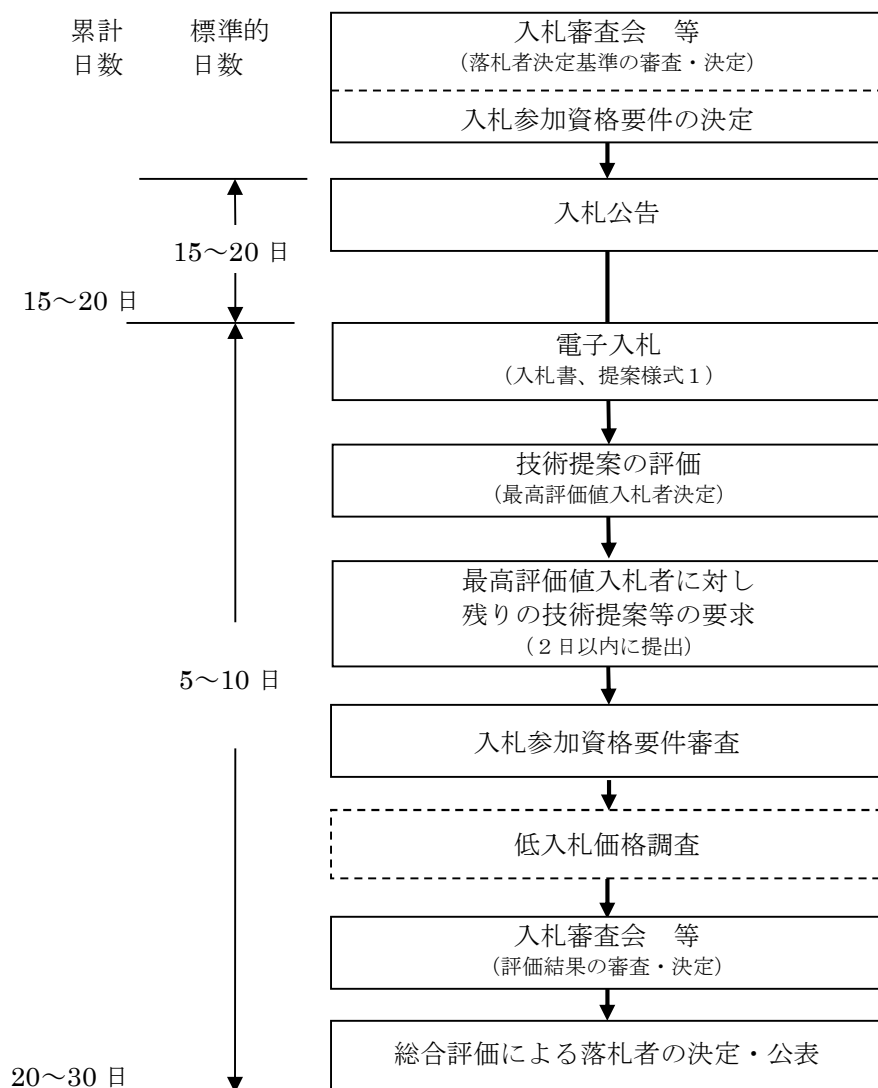 累計
日数
標準的
日数
入札審査会　等
（落札者決定基準の審査・決定）
入札参加資格要件の決定
入札公告
15～20 日
15～20 日
電子入札
（入札書、提案様式１）
技術提案の評価
（最高評価値入札者決定）
最高評価値入札者に対し
残りの技術提案等の要求
（２日以内に提出）
5～10 日
入札参加資格要件審査
低入札価格調査
入札審査会　等
（評価結果の審査・決定）
総合評価による落札者の決定・公表
20～30 日